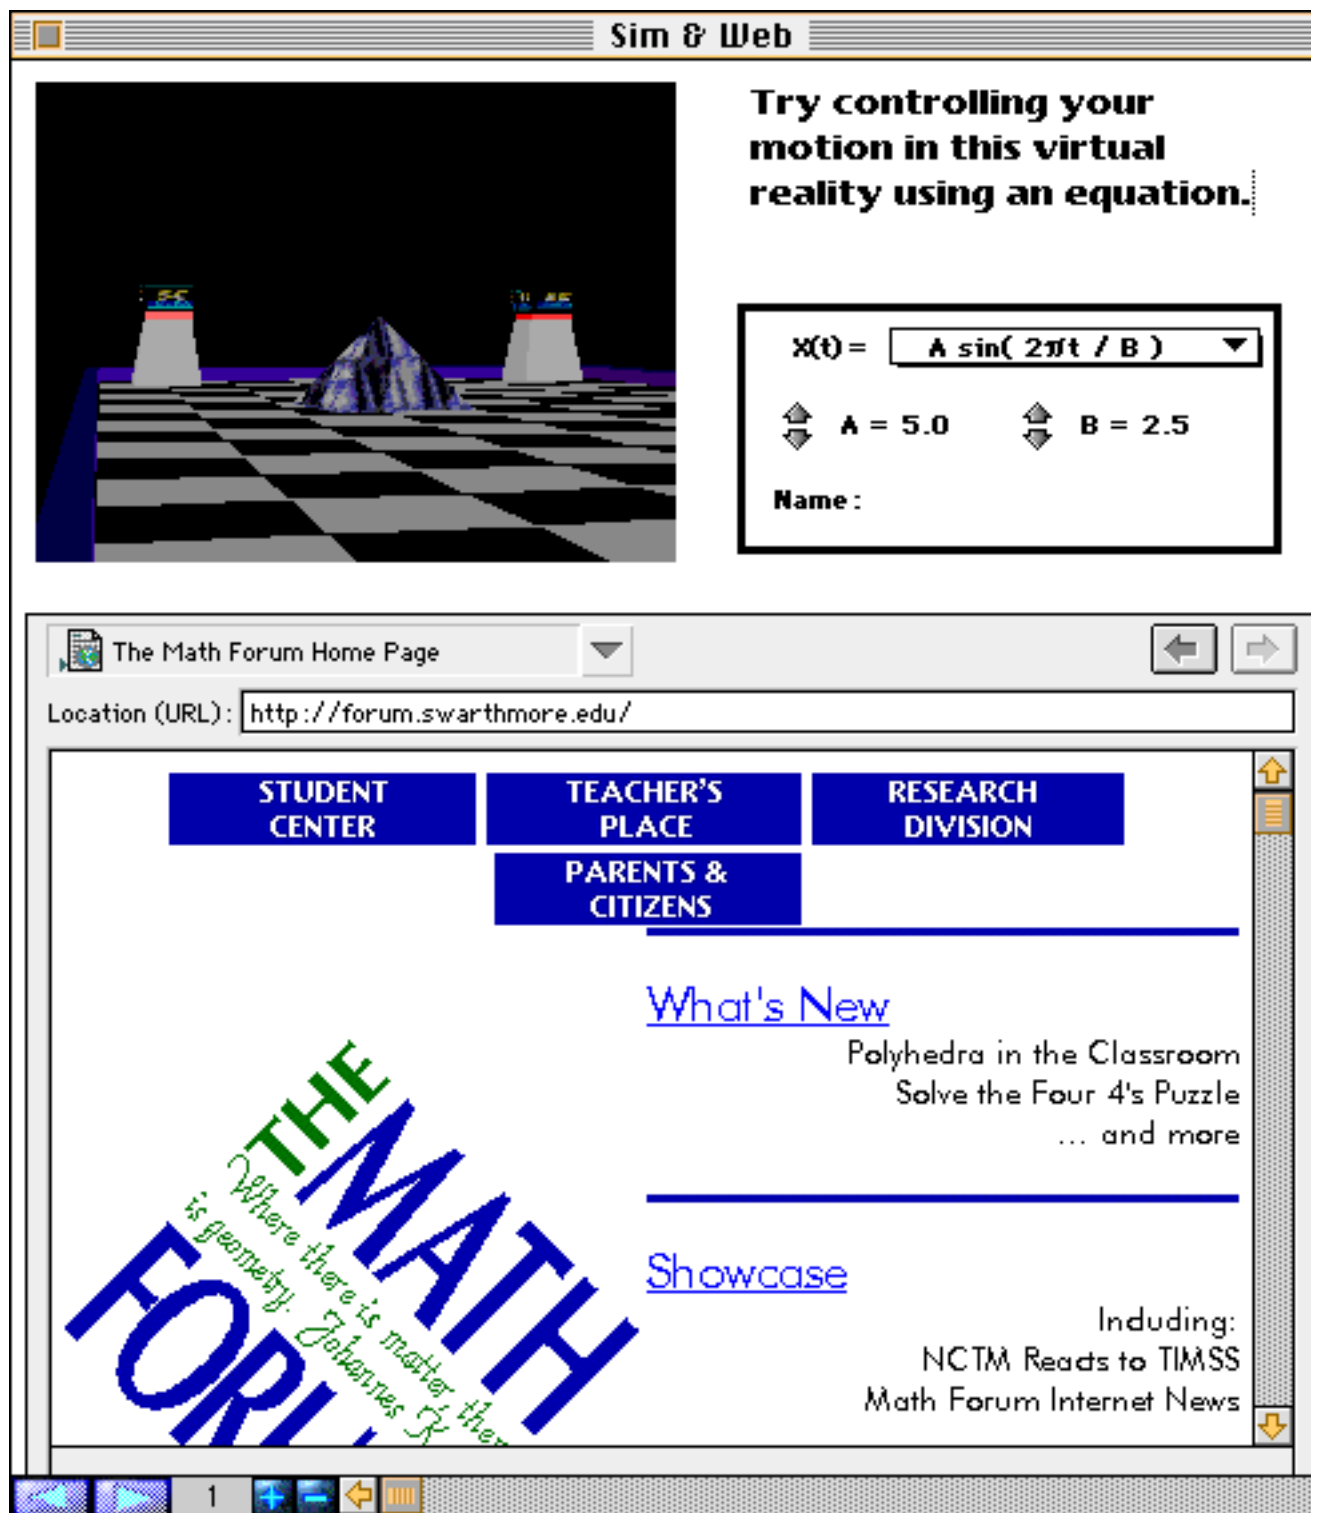 Sim & Web
Try controlling your
motion in this virtual
reality using an equation.
X(t) = A sin( 2πt / B )
A = 5.0 B = 2.5
Name:
The Math Forum Home Page
Location (URL): http://forum.swarthmore.edu/
STUDENT
CENTER
TEACHER'S
PLACE
RESEARCH
DIVISION
PARENTS &
CITIZENS
What's New
Polyhedra in the Classroom
Solve the Four 4's Puzzle
... and more
Showcase
Including:
NCTM Reacts to TIMSS
Math Forum Internet News
THE
MATH
Where there is matter
is geometry. Johannes
1